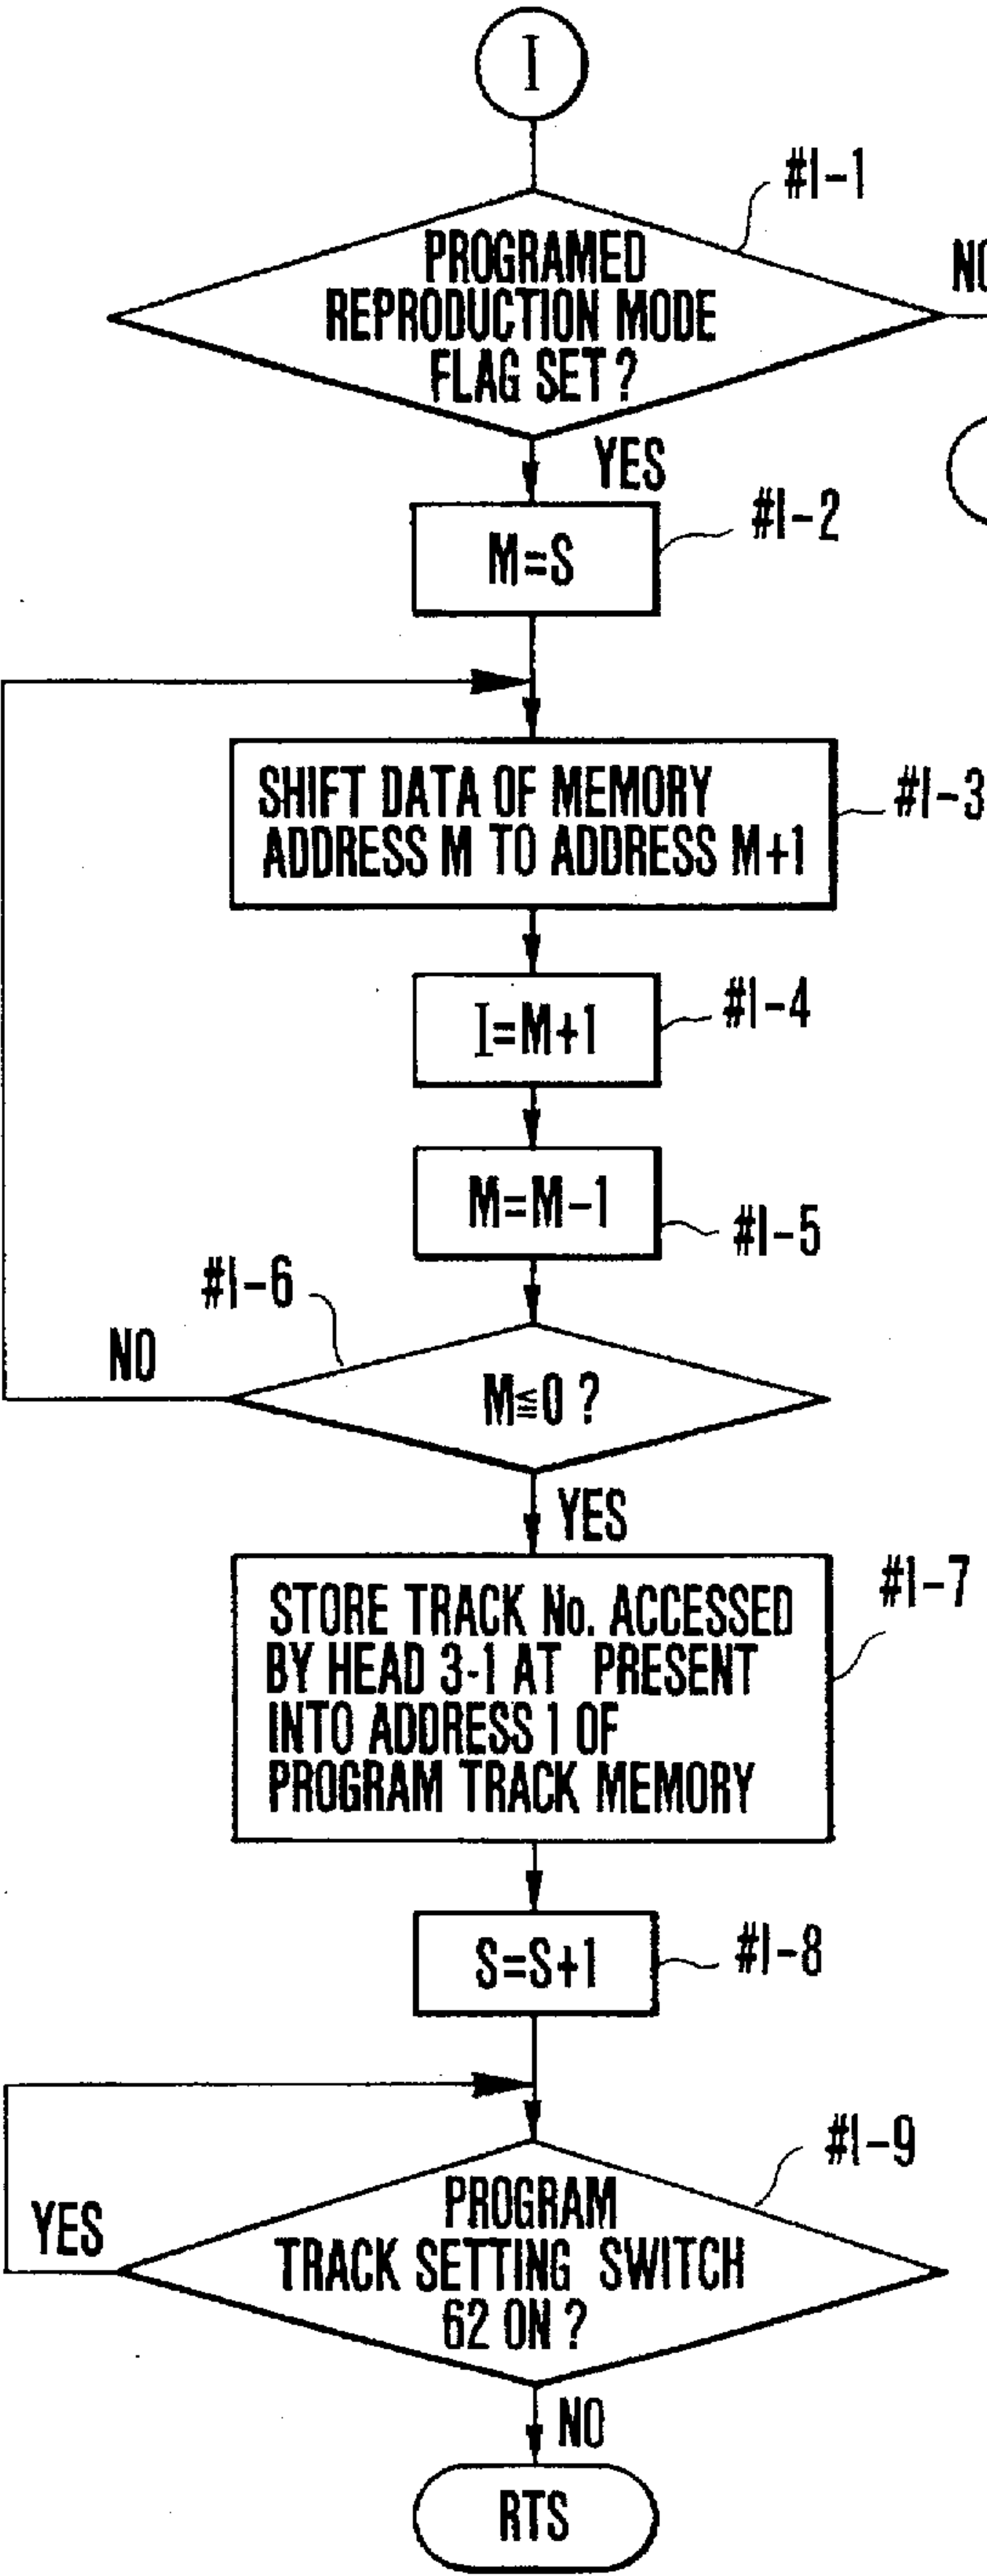 I
#I-1
PROGRAMED
REPRODUCTION MODE
FLAG SET ?
NO
YES
#I-2
M=S
SHIFT DATA OF MEMORY
ADDRESS M TO ADDRESS M+1
#I-3
I=M+1
#I-4
M=M-1
#I-5
#I-6
NO
M≦0 ?
YES
STORE TRACK No. ACCESSED
BY HEAD 3-1 AT PRESENT
INTO ADDRESS 1 OF
PROGRAM TRACK MEMORY
#I-7
S=S+1
#I-8
#I-9
YES
PROGRAM
TRACK SETTING SWITCH
62 ON ?
NO
RTS